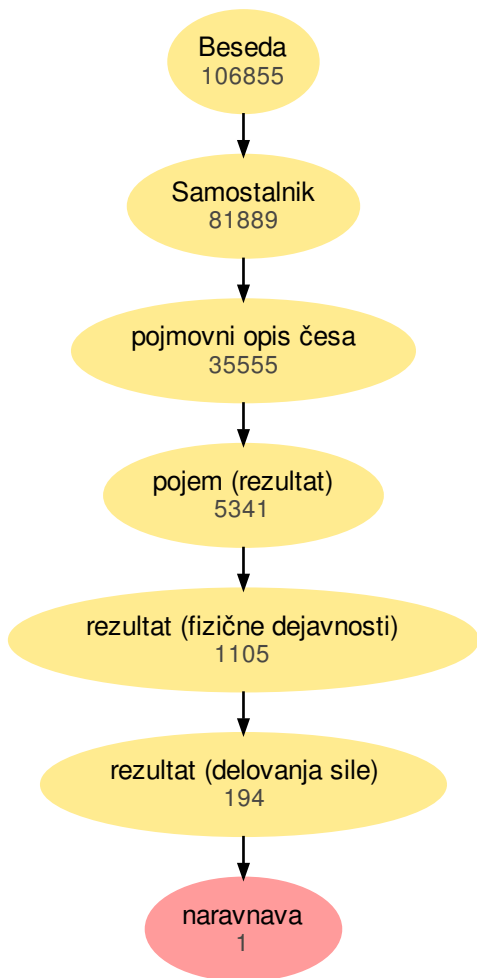 Beseda
106855
Samostalnik
81889
pojmovni opis česa
35555
pojem (rezultat)
5341
rezultat (fizične dejavnosti)
1105
rezultat (delovanja sile)
194
naravnava
1